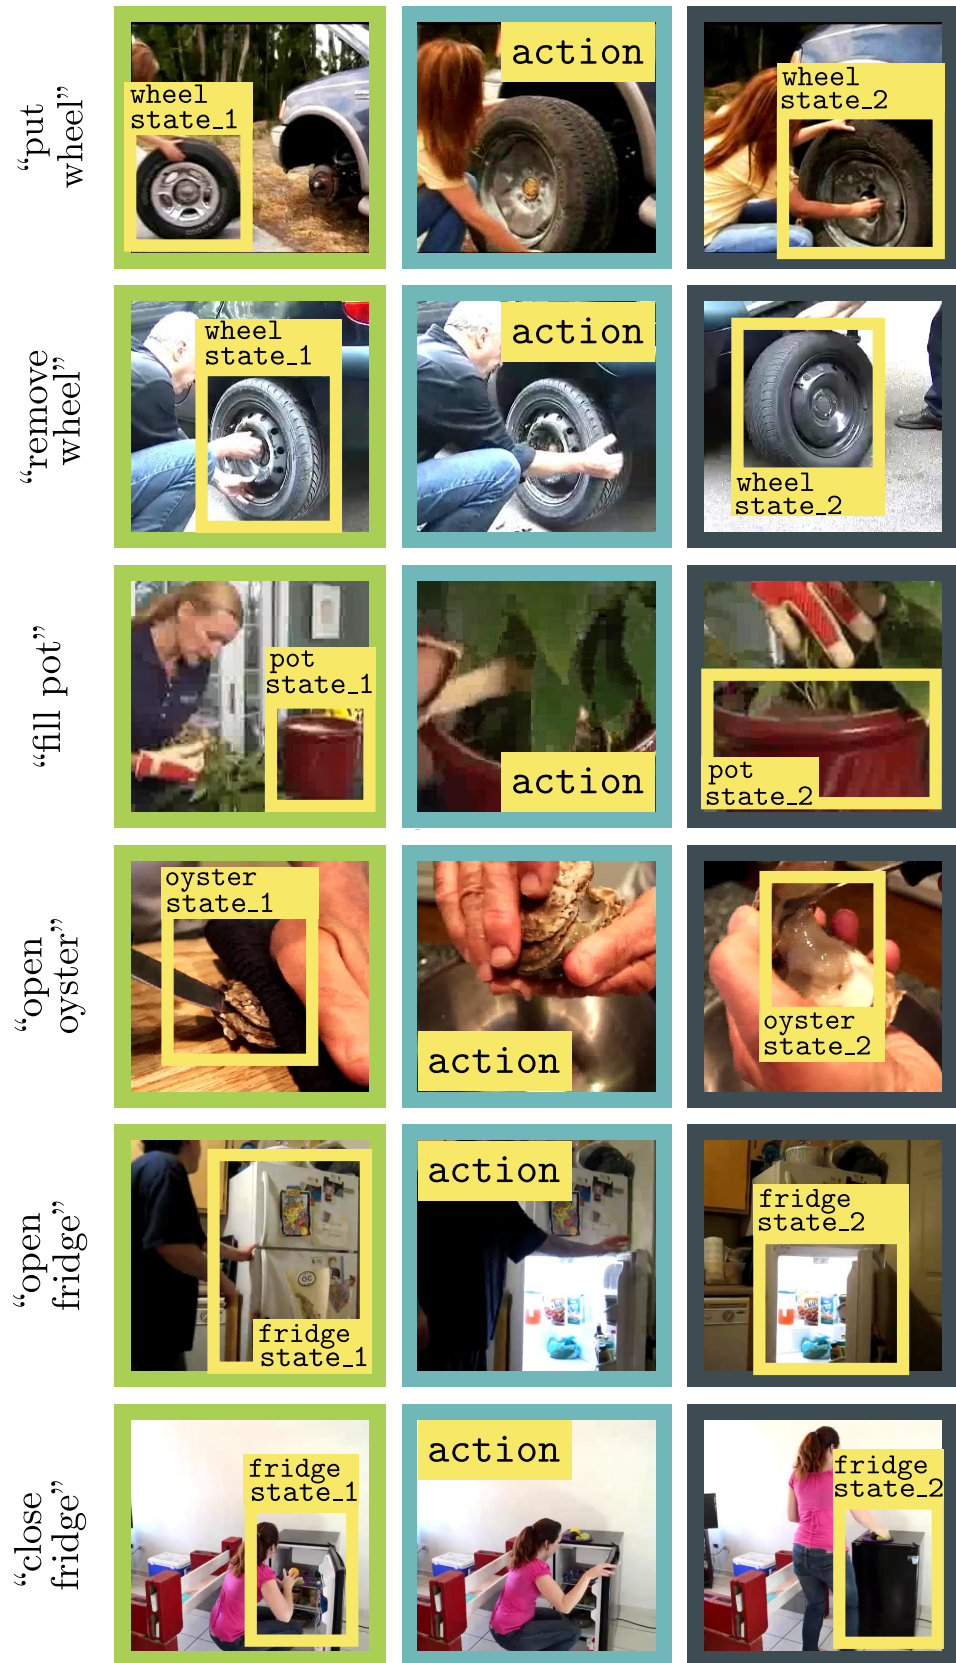 “put
wheel”
wheel
state_1
action
wheel
state_2
“remove
wheel”
wheel
state_1
action
wheel
state_2
“fill pot”
pot
state_1
action
pot
state_2
“open
oyster”
oyster
state_1
action
oyster
state_2
“open
fridge”
fridge
state_1
action
fridge
state_2
“close
fridge”
fridge
state_1
action
fridge
state_2